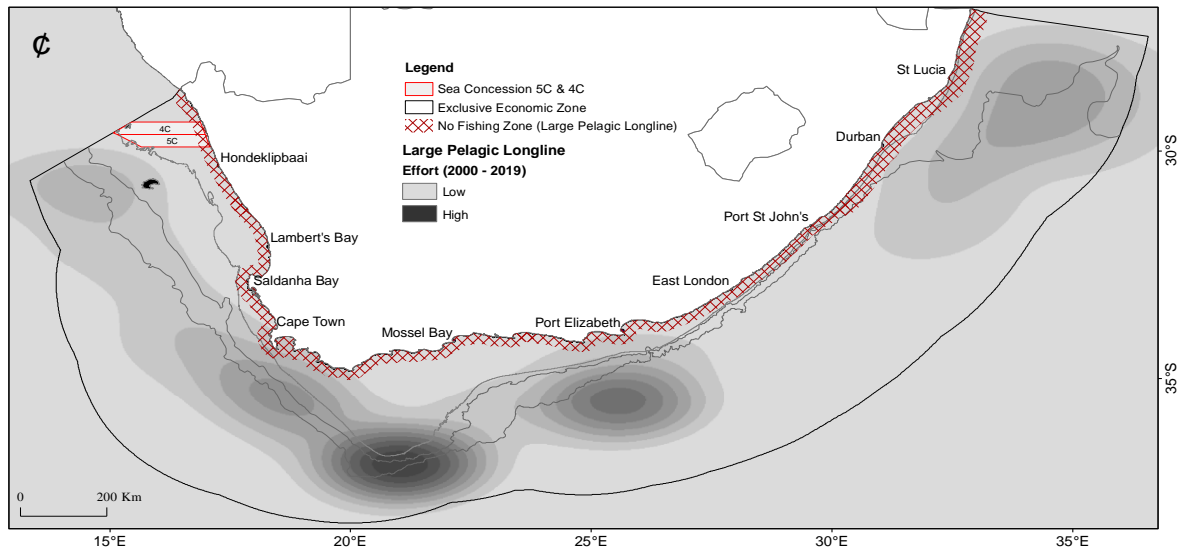 ₵
Legend
Sea Concession 5C & 4C
Exclusive Economic Zone
No Fishing Zone (Large Pelagic Longline)
Large Pelagic Longline
Effort (2000 - 2019)
Low
High
St Lucia
Durban
Port St John's
East London
Port Elizabeth
Mossel Bay
Cape Town
Saldanha Bay
Lambert's Bay
Hondeklipbaai
4C
5C
30°S
35°S
0 200 Km
15°E 20°E 25°E 30°E 35°E